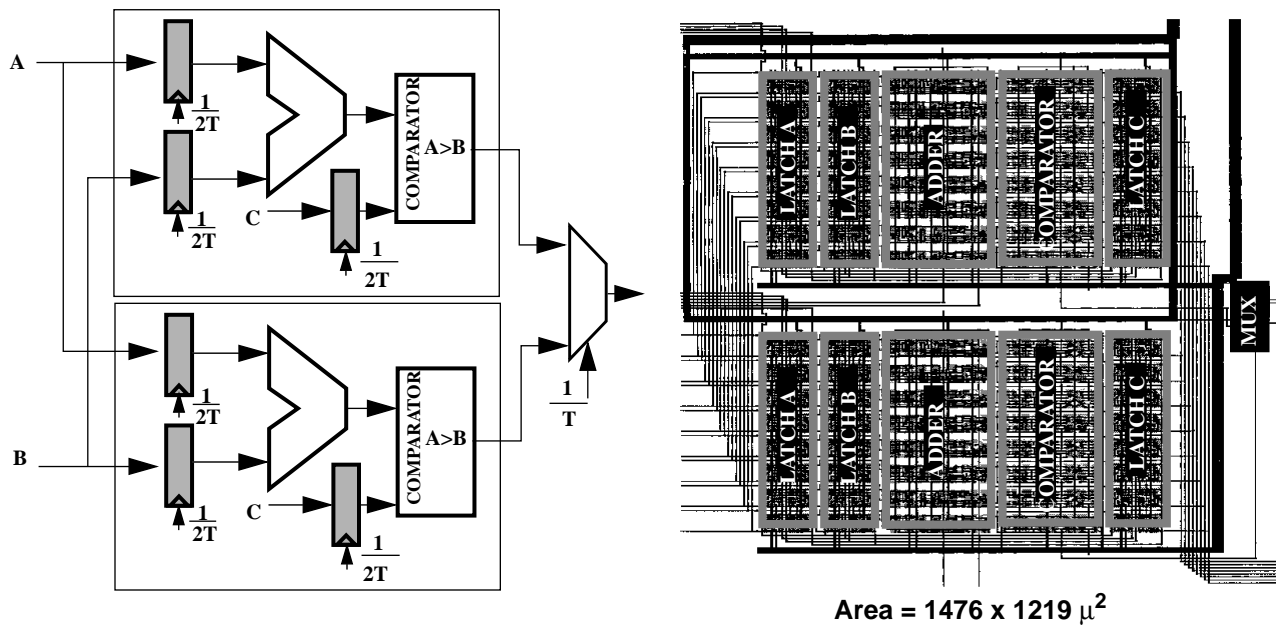 A
1
2T
1
2T
C
1
2T
COMPARATOR
A>B
1
2T
1
2T
B
C
1
2T
COMPARATOR
A>B
1
T
LATCH A
LATCH B
ADDER
COMPARATOR
LATCH C
MUX
LATCH A
LATCH B
ADDER
COMPARATOR
LATCH C
Area = 1476 x 1219 μ²